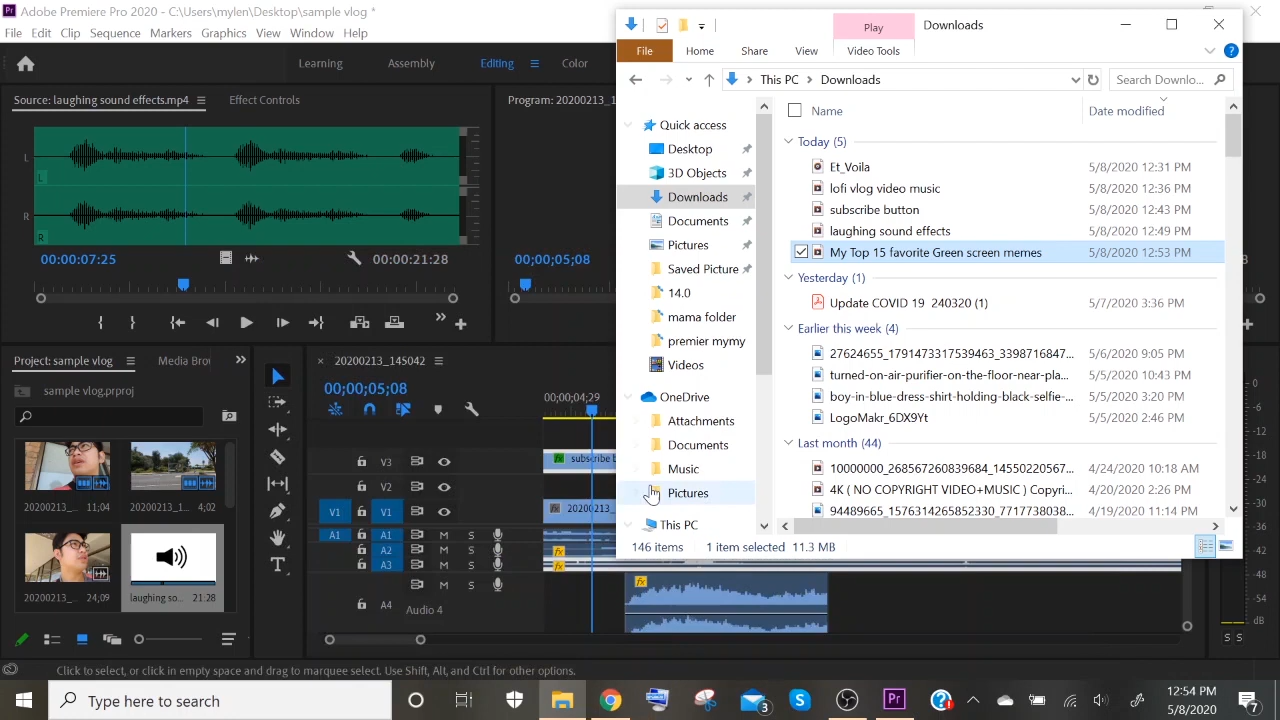 Adobe Premiere Pro 2020 - C:\Users\mylen\Desktop\sample vlog *
File Edit Clip Sequence Markers Graphics View Window Help
Learning Assembly Editing Color
Source: laughing sound effects.mp4 Effect Controls
L
R
00:00:07:25 00:00:21:28
Program: 20200213_1
00;00;05;08
Project: sample vlog Media Bro
sample vlog.prproj
20200213_... 11;04 20200213_1... 4;02
20200213_... 24;09 laughing so... 21:28
20200213_145042
00;00;05;08
00;00;04;29
V3 subscribe b
V2
V1 V1 20200213_
A1 A1 M S
A2 M S
A3 M S
M S
A4 Audio 4
fx
0
-6
-12
-18
-24
-30
-36
-42
-48
-54
dB
S S
Click to select, or click in empty space and drag to marquee select. Use Shift, Alt, and Ctrl for other options.
Play Downloads
File Home Share View Video Tools
This PC Downloads Search Downlo...
Quick access
Desktop
3D Objects
Downloads
Documents
Pictures
Saved Picture
14.0
mama folder
premier mymy
Videos
OneDrive
Attachments
Documents
Music
Pictures
This PC
Name Date modified
Today (5)
Et_Voila 5/8/2020 12:31 PM
lofi vlog video music 5/8/2020 12:36 PM
subscribe button 5/8/2020 12:43 PM
laughing sound effects 5/8/2020 12:49 PM
My Top 15 favorite Green screen memes 5/8/2020 12:53 PM
Yesterday (1)
Update COVID 19 240320 (1) 5/7/2020 3:36 PM
Earlier this week (4)
27624655_1791473317539463_3398716847... 5/6/2020 9:05 PM
turned-on-air-purifier-on-the-floor-near-pla... 5/5/2020 10:43 PM
boy-in-blue-dress-shirt-holding-black-selfie-... 5/5/2020 3:20 PM
LogoMakr_6DX9Yt 5/5/2020 2:46 PM
Last month (44)
10000000_268567260839684_14550220567... 4/24/2020 10:18 AM
4K ( NO COPYRIGHT VIDEO+MUSIC ) Copyri... 4/20/2020 2:26 PM
94489665_1576314265852330_7717738038... 4/19/2020 11:14 PM
146 items 1 item selected 11.3 MB
Type here to search
3
12:54 PM
5/8/2020
7